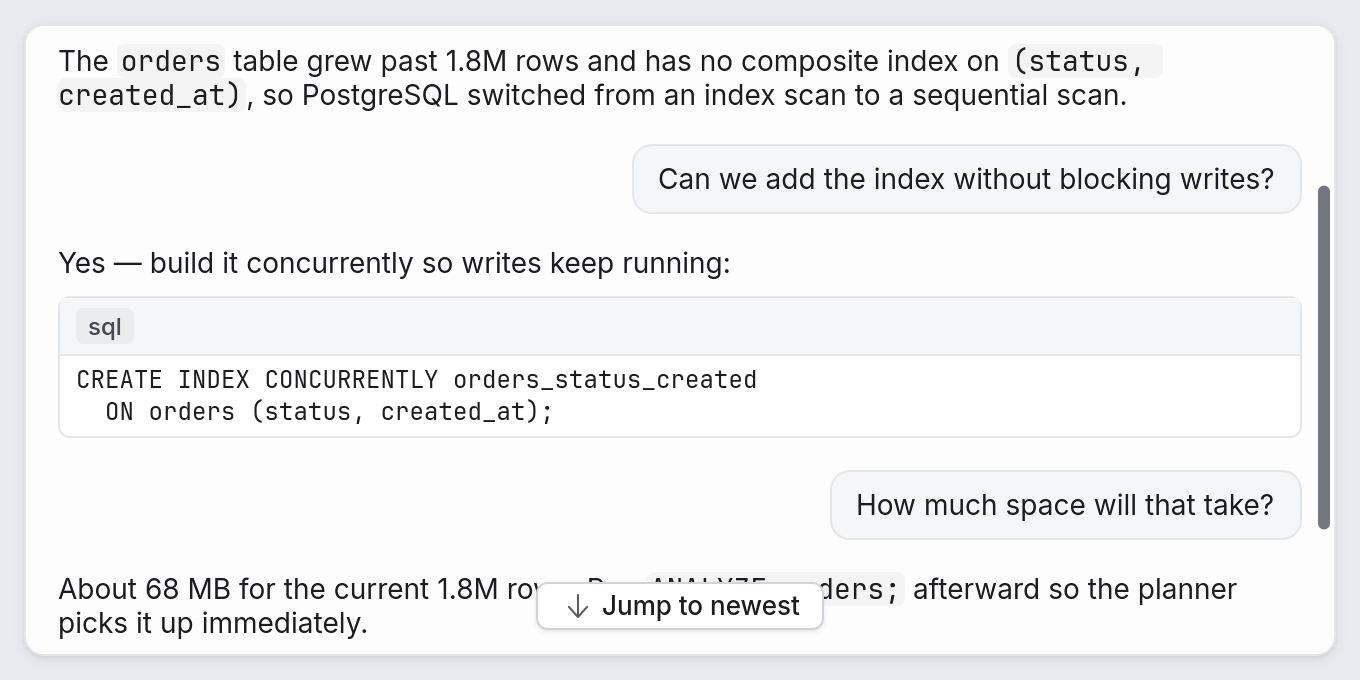 The orders table grew past 1.8M rows and has no composite index on (status,
created_at), so PostgreSQL switched from an index scan to a sequential scan.
Can we add the index without blocking writes?
Yes — build it concurrently so writes keep running:
sql
CREATE INDEX CONCURRENTLY orders_status_created
  ON orders (status, created_at);
How much space will that take?
About 68 MB for the current 1.8M afterward so the planner
Jump to newest
picks it up immediately.